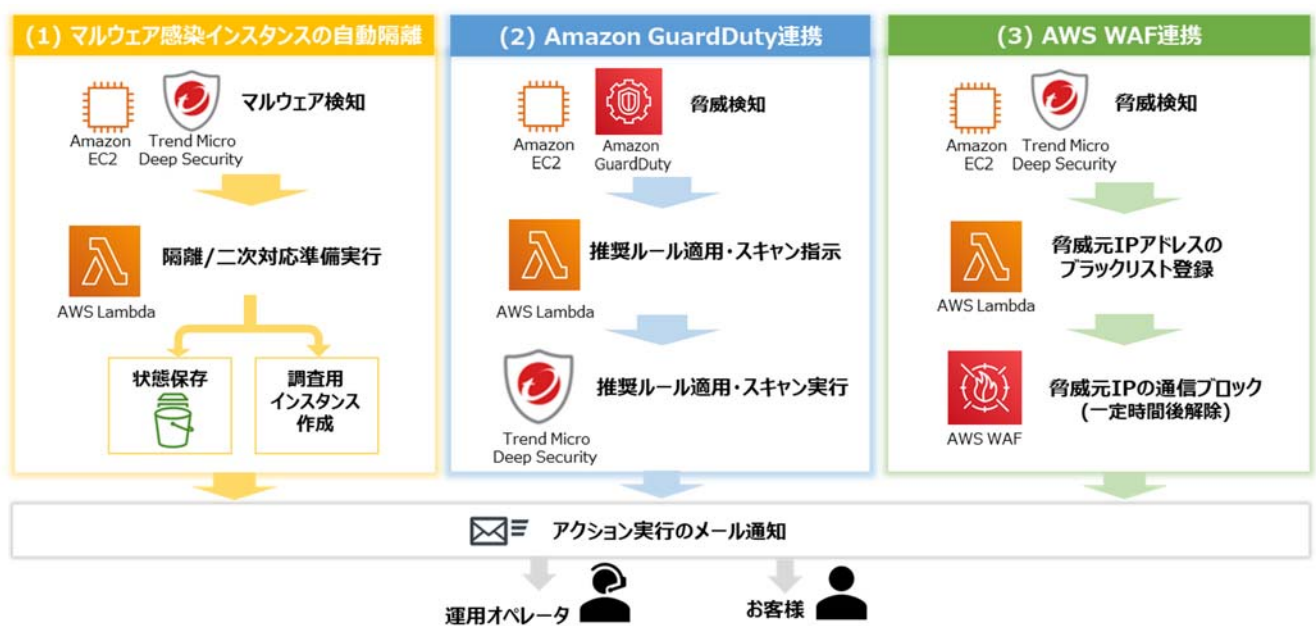 (1) マルウェア感染インスタンスの自動隔離
マルウェア検知
Amazon
EC2
Trend Micro
Deep Security
隔離/二次対応準備実行
AWS Lambda
状態保存
調査用
インスタンス
作成
(2) Amazon GuardDuty連携
脅威検知
Amazon
EC2
Amazon
GuardDuty
推奨ルール適用・スキャン指示
AWS Lambda
推奨ルール適用・スキャン実行
Trend Micro
Deep Security
(3) AWS WAF連携
脅威検知
Amazon
EC2
Trend Micro
Deep Security
脅威元IPアドレスの
ブラックリスト登録
AWS Lambda
脅威元IPの通信ブロック
(一定時間後解除)
AWS WAF
アクション実行のメール通知
運用オペレータ
お客様